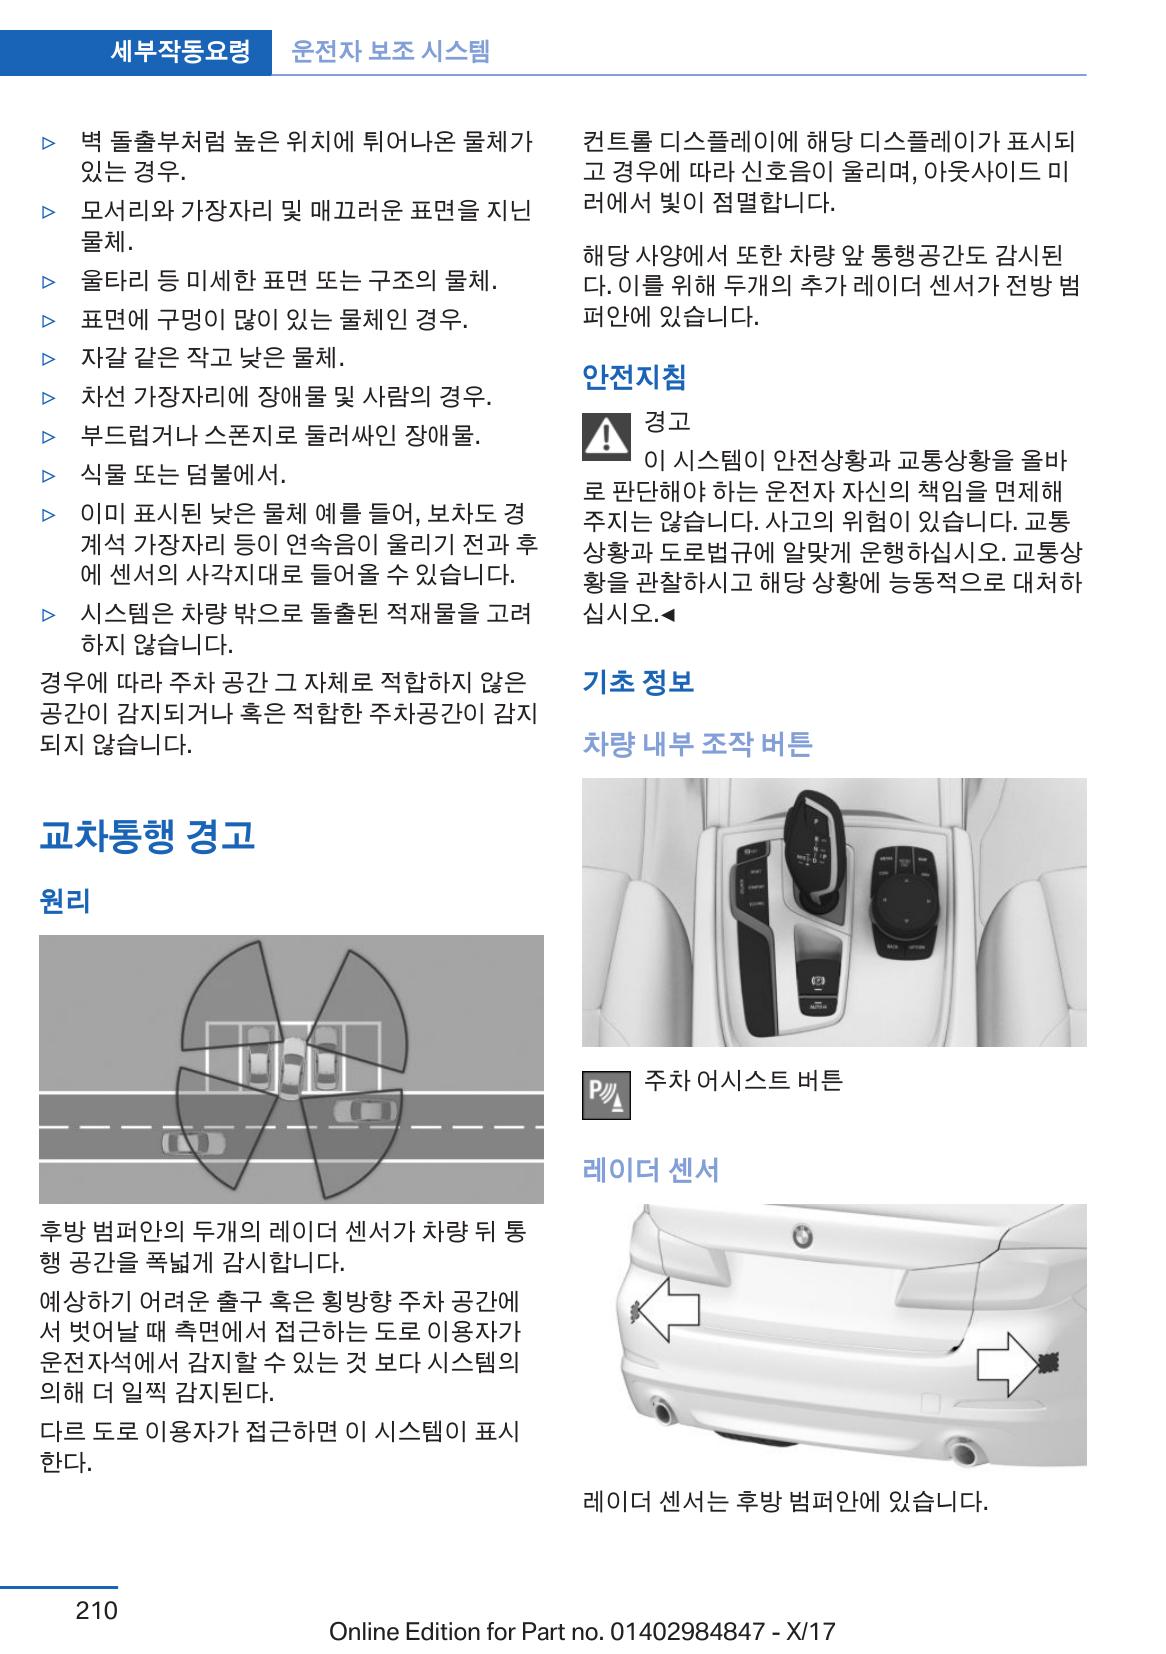 세부작동요령 운전자 보조 시스템
▷ 벽 돌출부처럼 높은 위치에 튀어나온 물체가
있는 경우.
▷ 모서리와 가장자리 및 매끄러운 표면을 지닌
물체.
▷ 울타리 등 미세한 표면 또는 구조의 물체.
▷ 표면에 구멍이 많이 있는 물체인 경우.
▷ 자갈 같은 작고 낮은 물체.
▷ 차선 가장자리에 장애물 및 사람의 경우.
▷ 부드럽거나 스폰지로 둘러싸인 장애물.
▷ 식물 또는 덤불에서.
▷ 이미 표시된 낮은 물체 예를 들어, 보차도 경
계석 가장자리 등이 연속음이 울리기 전과 후
에 센서의 사각지대로 들어올 수 있습니다.
▷ 시스템은 차량 밖으로 돌출된 적재물을 고려
하지 않습니다.
경우에 따라 주차 공간 그 자체로 적합하지 않은
공간이 감지되거나 혹은 적합한 주차공간이 감지
되지 않습니다.
교차통행 경고
원리
후방 범퍼안의 두개의 레이더 센서가 차량 뒤 통
행 공간을 폭넓게 감시합니다.
예상하기 어려운 출구 혹은 횡방향 주차 공간에
서 벗어날 때 측면에서 접근하는 도로 이용자가
운전자석에서 감지할 수 있는 것 보다 시스템의
의해 더 일찍 감지된다.
다르 도로 이용자가 접근하면 이 시스템이 표시
한다.
컨트롤 디스플레이에 해당 디스플레이가 표시되
고 경우에 따라 신호음이 울리며, 아웃사이드 미
러에서 빛이 점멸합니다.
해당 사양에서 또한 차량 앞 통행공간도 감시된
다. 이를 위해 두개의 추가 레이더 센서가 전방 범
퍼안에 있습니다.
안전지침
경고
이 시스템이 안전상황과 교통상황을 올바
로 판단해야 하는 운전자 자신의 책임을 면제해
주지는 않습니다. 사고의 위험이 있습니다. 교통
상황과 도로법규에 알맞게 운행하십시오. 교통상
황을 관찰하시고 해당 상황에 능동적으로 대처하
십시오.◀
기초 정보
차량 내부 조작 버튼
주차 어시스트 버튼
레이더 센서
레이더 센서는 후방 범퍼안에 있습니다.
210
Online Edition for Part no. 01402984847 - X/17